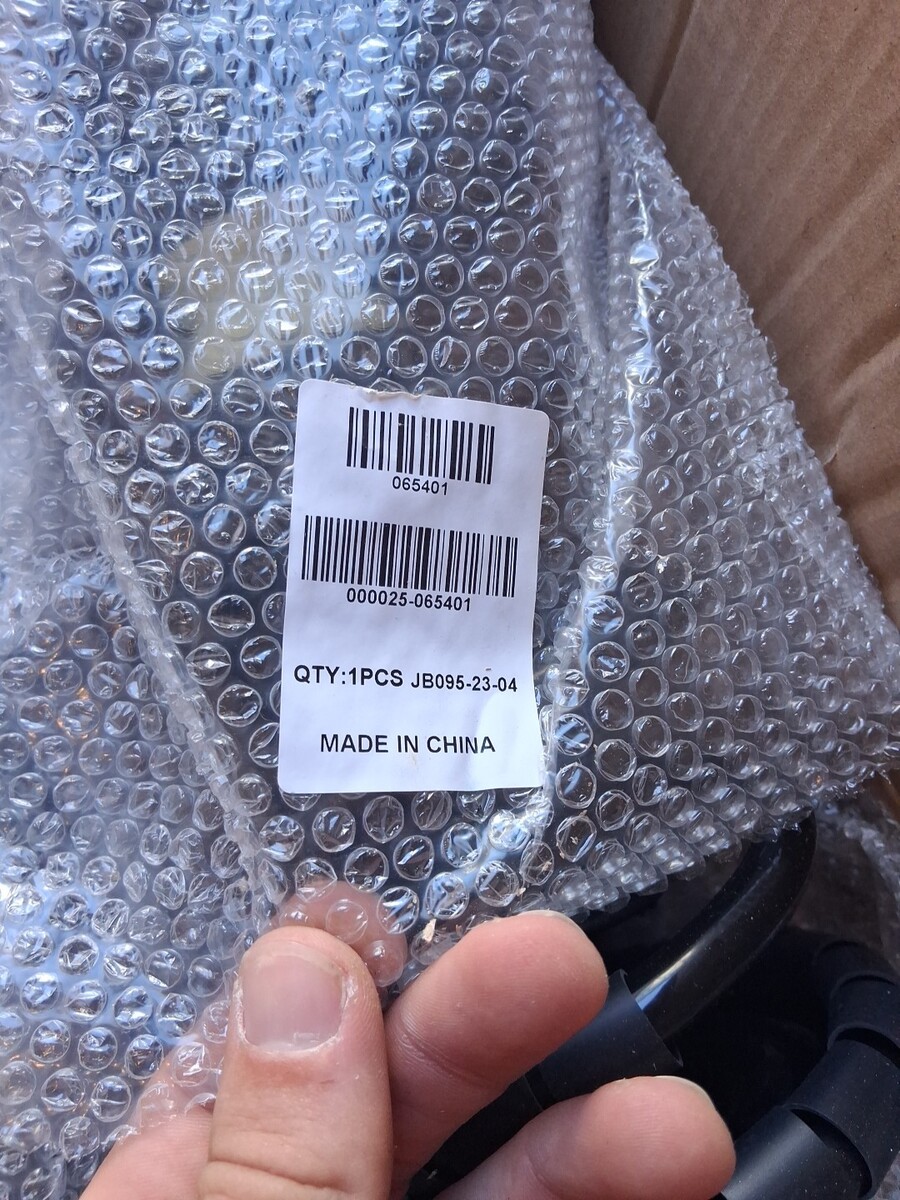 065401
000025-065401
QTY:1PCS JB095-23-04
MADE IN CHINA